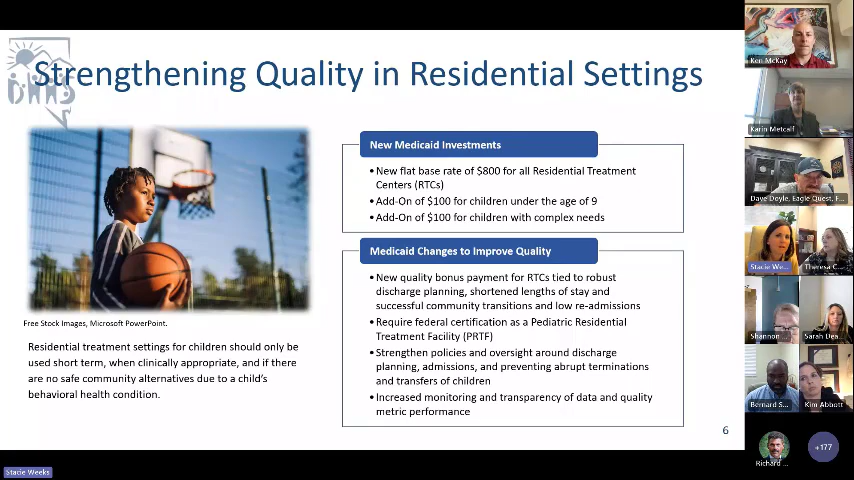 DHHS
Strengthening Quality in Residential Settings
New Medicaid Investments
•New flat base rate of $800 for all Residential Treatment
Centers (RTCs)
•Add-On of $100 for children under the age of 9
•Add-On of $100 for children with complex needs
Medicaid Changes to Improve Quality
•New quality bonus payment for RTCs tied to robust
discharge planning, shortened lengths of stay and
successful community transitions and low re-admissions
•Require federal certification as a Pediatric Residential
Treatment Facility (PRTF)
•Strengthen policies and oversight around discharge
planning, admissions, and preventing abrupt terminations
and transfers of children
•Increased monitoring and transparency of data and quality
metric performance
Free Stock Images, Microsoft PowerPoint.
Residential treatment settings for children should only be
used short term, when clinically appropriate, and if there
are no safe community alternatives due to a child's
behavioral health condition.
6
Stacie Weeks
Ken McKay
Karin Metcalf
Dave Doyle, Eagle Quest, F...
Stacie We...
Theresa C...
Shannon ...
Sarah Dea...
Bernard S...
Kim Abbott
Richard ...
+177